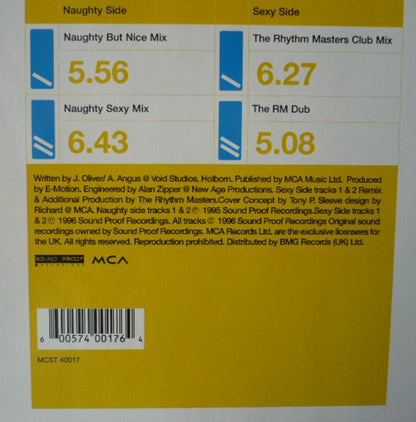 Naughty Side
Sexy Side
Naughty But Nice Mix
5.56
The Rhythm Masters Club Mix
6.27
Naughty Sexy Mix
6.43
The RM Dub
5.08
Written by J. Oliver/ A. Angus @ Void Studios, Holborn. Published by MCA Music Ltd. Produced
by E-Motion. Engineered by Alan Zipper @ New Age Productions. Sexy Side tracks 1 & 2 Remix
& Additional Production by The Rhythm Masters.Cover Concept by Tony P. Sleeve design by
Richard @ MCA. Naughty side tracks 1 & 2 ℗ 1995 Sound Proof Recordings.Sexy Side tracks 1
& 2 ℗ 1996 Sound Proof Recordings. All tracks © 1996 Sound Proof Recordings Original sound
recordings owned by Sound Proof Recordings. MCA Records Ltd. are the exclusive licensees for
the UK. All rights reserved. Reproduction prohibited. Distributed by BMG Records (UK) Ltd.
SOUND PROOF
RECORDINGS
MCA
6 00574 00176 4
MCST 40017